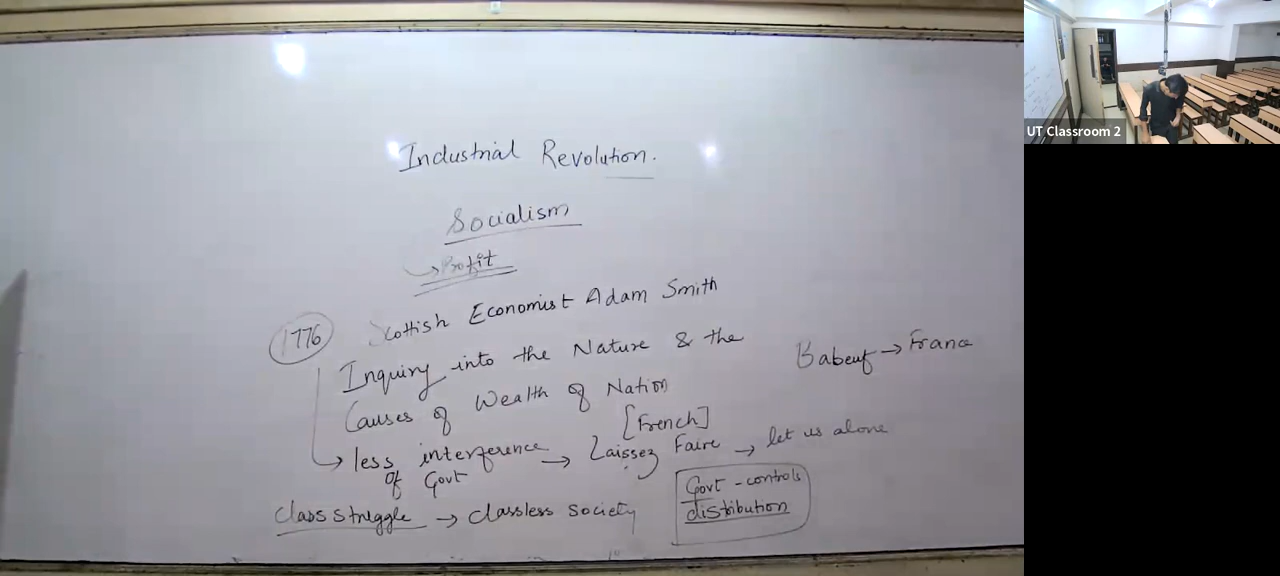 Industrial Revolution.
Socialism
→ Profit
1776 Scottish Economist Adam Smith
Inquiry into the Nature & the
Causes of Wealth of Nation
Babeuf → France
[French]
→ less interference → Laissez Faire → let us alone
of Govt
class struggle → classless society
Govt - controls
distribution
UT Classroom 2